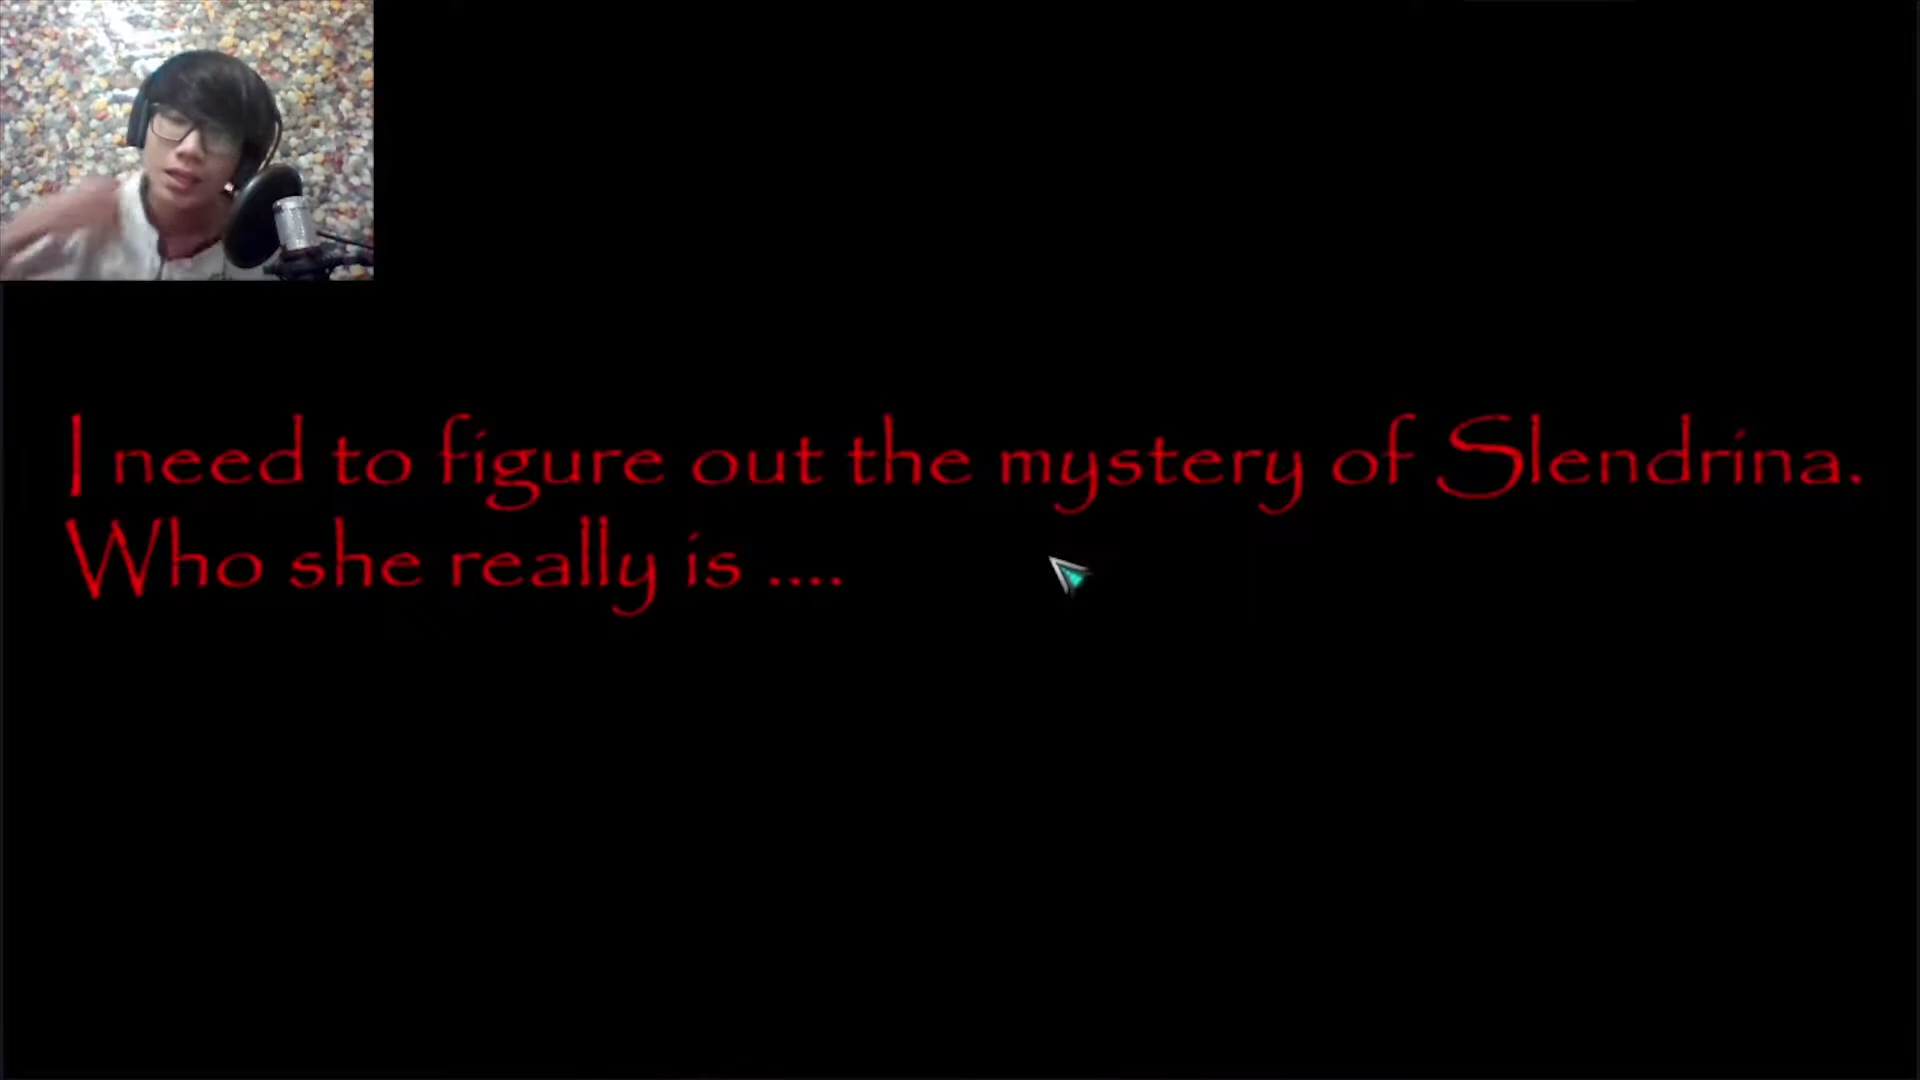 I need to figure out the mystery of Slendrina.
Who she really is ....